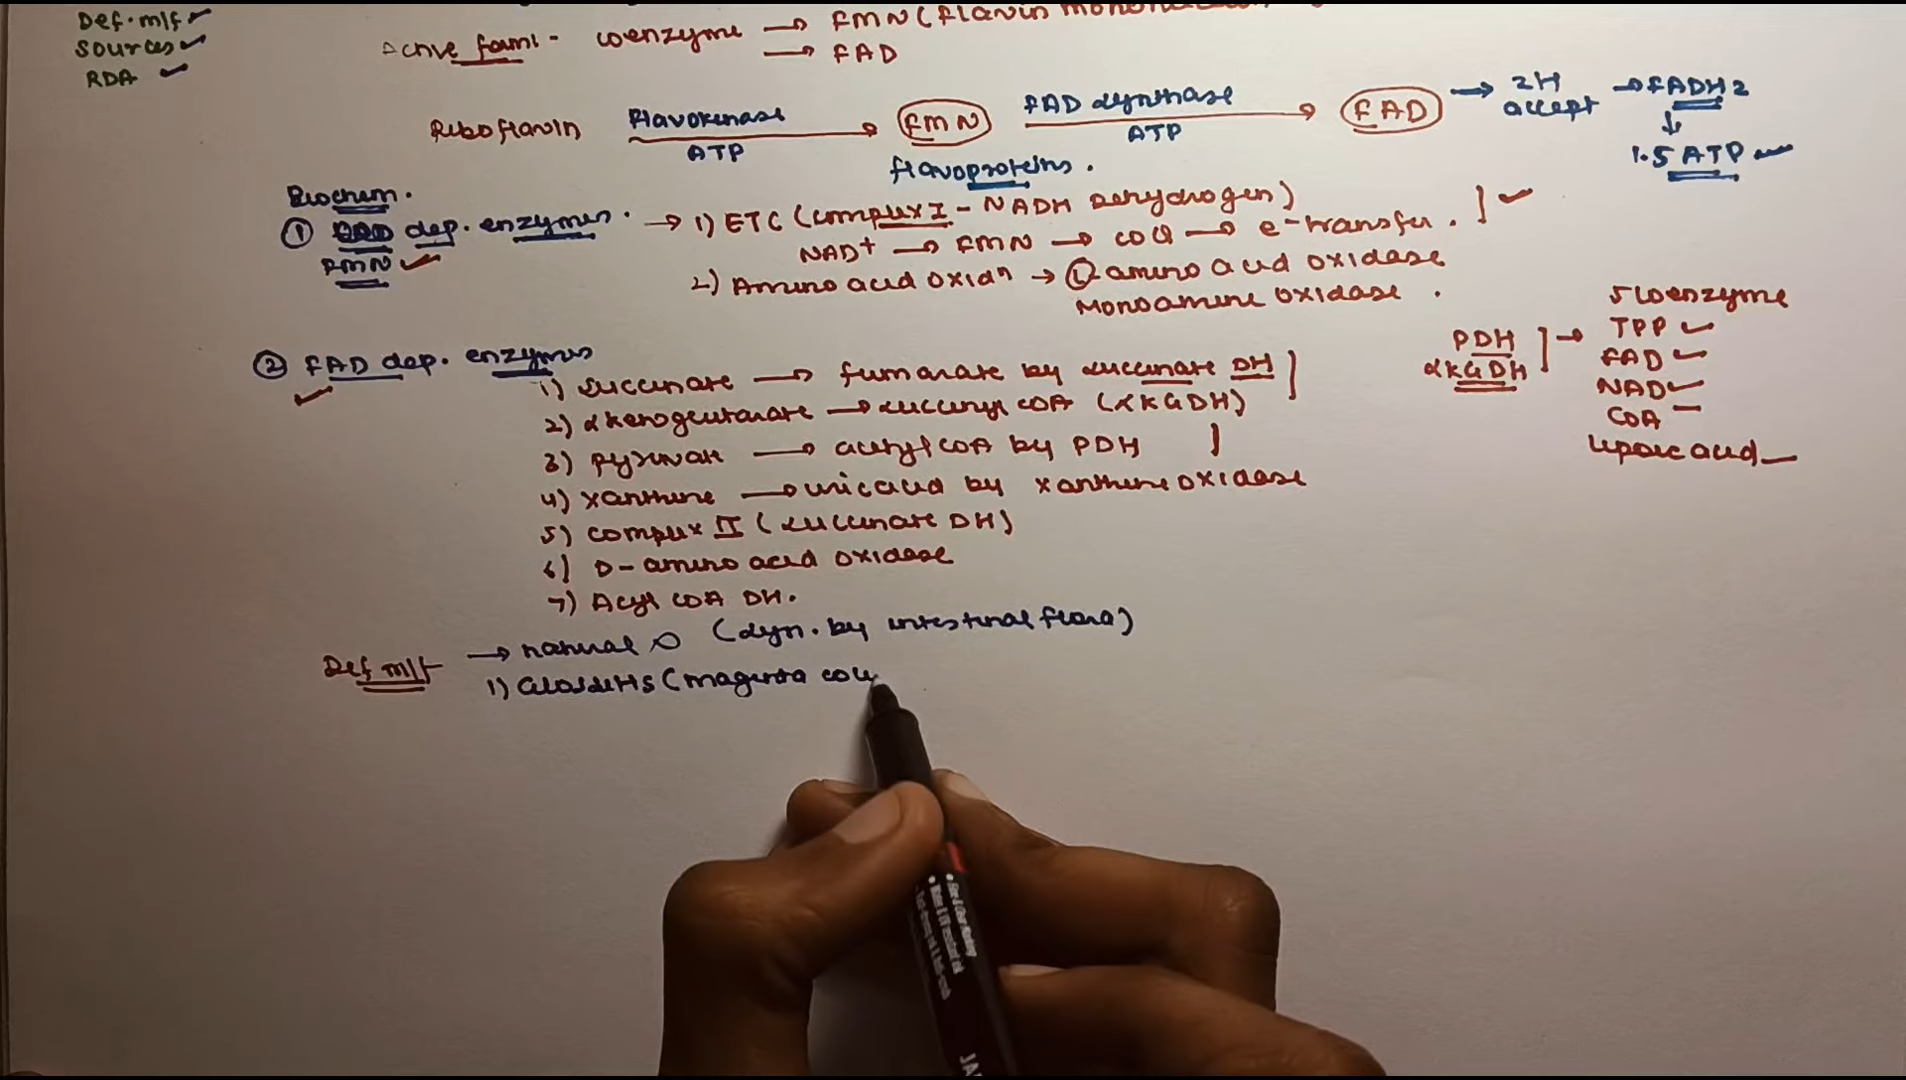 Def. m/f
Sources
RDA
Active form - coenzyme → FMN (Flavin
→ FAD
Riboflavin Flavokinase ATP → FMN FAD synthase ATP → FAD → 2H accept → FADH2
↓
1.5 ATP
flavoproteins.
Biochem.
① FAD dep. enzymes. → 1) ETC (complex I - NADH Dehydrogen)
FMN
NAD+ → FMN → COQ → e-transfer.
2) Amino acid oxidn → L-amino acid oxidase
Monoamine oxidase.
② FAD dep. enzymes
1) succinate → fumarate by succinate DH
2) αketoglutarate → succinyl COA (αKGDH)
3) pyruvate → acetyl COA by PDH
4) xanthine → uric acid by xanthine oxidase
5) complex II (succinate DH)
6) D-amino acid oxidase
7) Acyl COA DH.
PDH
αKGDH
→ 5 coenzyme
TPP
FAD
NAD
COA
Lipoic acid
Def m/f → natural (syn. by intestinal flora)
1) Glossitis (magenta colo